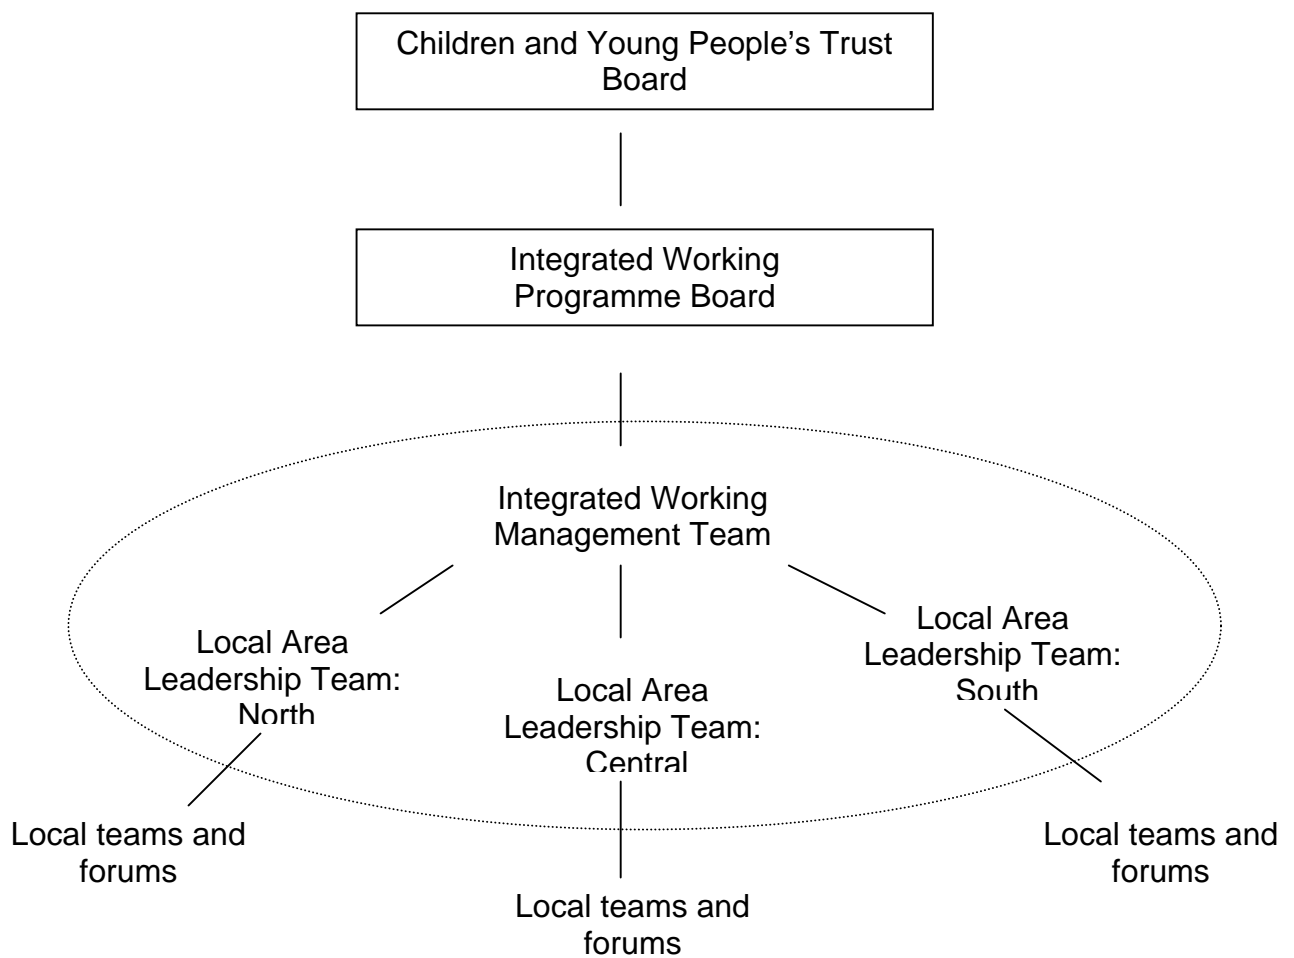 Children and Young People’s Trust
Board
Integrated Working
Programme Board
Integrated Working
Management Team
Local Area
Leadership Team:
North
Local Area
Leadership Team:
Central
Local Area
Leadership Team:
South
Local teams and
forums
Local teams and
forums
Local teams and
forums